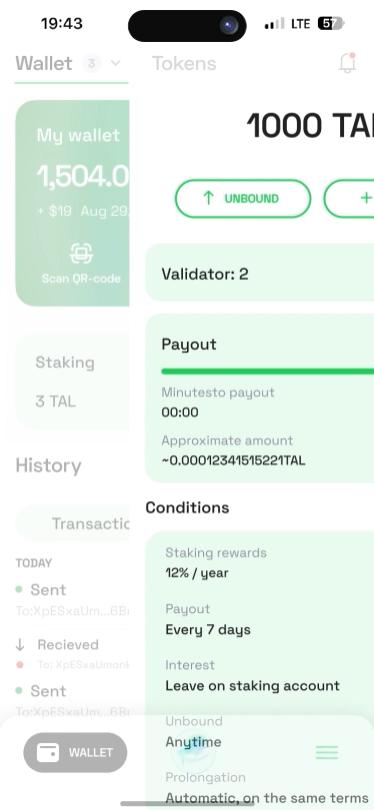 19:43
LTE 57
Wallet 3
Tokens
1000 TAL
UNBOUND
My wallet
1,504.0
+ $19 Aug 29,
Scan QR-code
Validator: 2
Payout
Minutesto payout
00:00
Approximate amount
~0.00012341515221TAL
Staking
3 TAL
History
Conditions
Staking rewards
12% / year
Payout
Every 7 days
Interest
Leave on staking account
Unbound
Anytime
Prolongation
Automatic, on the same terms
Transactio
TODAY
Sent
To:XpESxaUm...6B
Recieved
To: XpESxaUmon
Sent
To:XpESxaUm...6B
WALLET